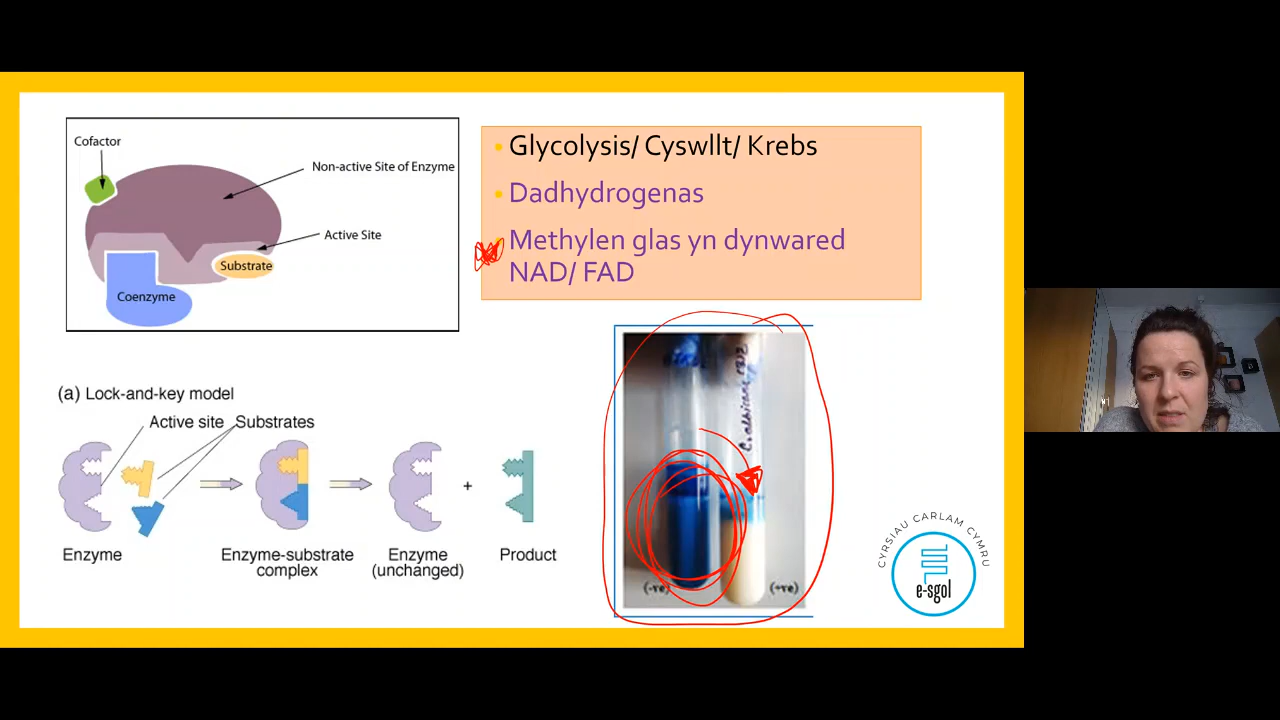 Cofactor
Non-active Site of Enzyme
Active Site
Substrate
Coenzyme
Glycolysis/ Cyswllt/ Krebs
Dadhydrogenas
Methylen glas yn dynwared
NAD/ FAD
(a) Lock-and-key model
Active site
Substrates
Enzyme
Enzyme-substrate
complex
Enzyme
(unchanged)
+
Product
(-ve)
(+ve)
CYRSIAU CARLAM CYMRU
e-sgol